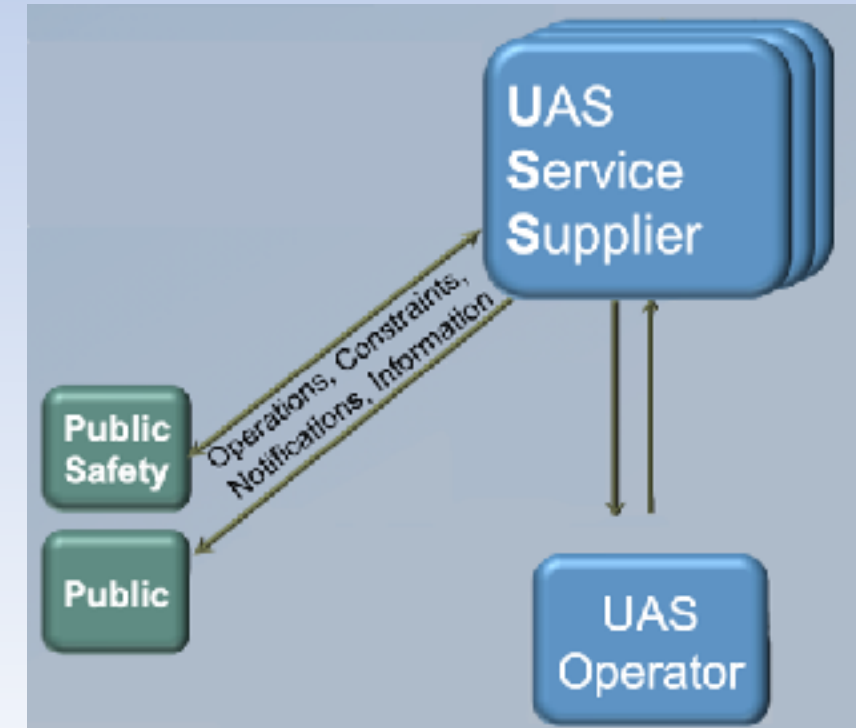 UAS
Service
Supplier
Operations, Constraints,
Notifications, Information
Public
Safety
Public
UAS
Operator